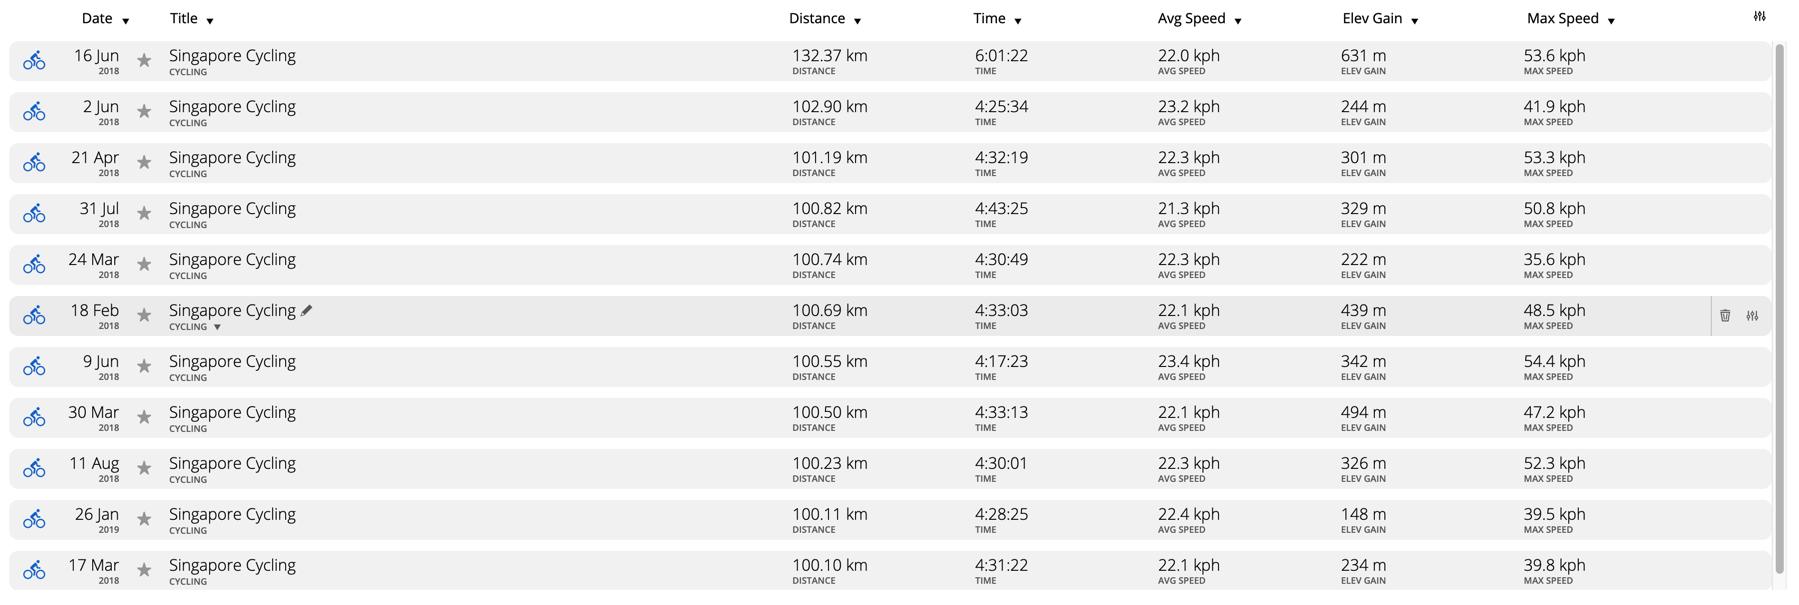 Date Title Distance Time Avg Speed Elev Gain Max Speed
16 Jun Singapore Cycling 132.37 km 6:01:22 22.0 kph 631 m 53.6 kph
2018 CYCLING DISTANCE TIME AVG SPEED ELEV GAIN MAX SPEED
2 Jun Singapore Cycling 102.90 km 4:25:34 23.2 kph 244 m 41.9 kph
2018 CYCLING DISTANCE TIME AVG SPEED ELEV GAIN MAX SPEED
21 Apr Singapore Cycling 101.19 km 4:32:19 22.3 kph 301 m 53.3 kph
2018 CYCLING DISTANCE TIME AVG SPEED ELEV GAIN MAX SPEED
31 Jul Singapore Cycling 100.82 km 4:43:25 21.3 kph 329 m 50.8 kph
2018 CYCLING DISTANCE TIME AVG SPEED ELEV GAIN MAX SPEED
24 Mar Singapore Cycling 100.74 km 4:30:49 22.3 kph 222 m 35.6 kph
2018 CYCLING DISTANCE TIME AVG SPEED ELEV GAIN MAX SPEED
18 Feb Singapore Cycling 100.69 km 4:33:03 22.1 kph 439 m 48.5 kph
2018 CYCLING DISTANCE TIME AVG SPEED ELEV GAIN MAX SPEED
9 Jun Singapore Cycling 100.55 km 4:17:23 23.4 kph 342 m 54.4 kph
2018 CYCLING DISTANCE TIME AVG SPEED ELEV GAIN MAX SPEED
30 Mar Singapore Cycling 100.50 km 4:33:13 22.1 kph 494 m 47.2 kph
2018 CYCLING DISTANCE TIME AVG SPEED ELEV GAIN MAX SPEED
11 Aug Singapore Cycling 100.23 km 4:30:01 22.3 kph 326 m 52.3 kph
2018 CYCLING DISTANCE TIME AVG SPEED ELEV GAIN MAX SPEED
26 Jan Singapore Cycling 100.11 km 4:28:25 22.4 kph 148 m 39.5 kph
2019 CYCLING DISTANCE TIME AVG SPEED ELEV GAIN MAX SPEED
17 Mar Singapore Cycling 100.10 km 4:31:22 22.1 kph 234 m 39.8 kph
2018 CYCLING DISTANCE TIME AVG SPEED ELEV GAIN MAX SPEED